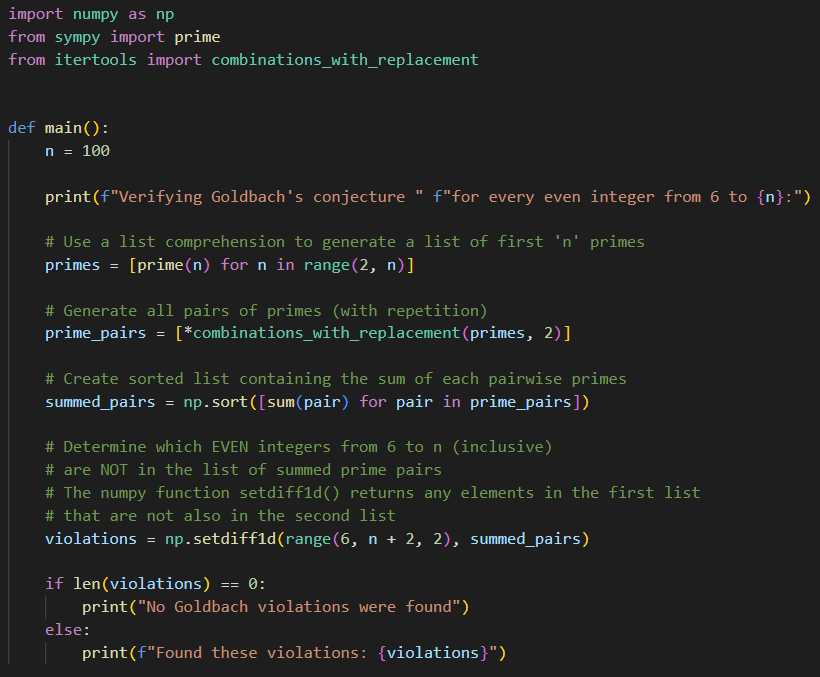 import numpy as np
from sympy import prime
from itertools import combinations_with_replacement
def main():
    n = 100
    print(f"Verifying Goldbach's conjecture " f"for every even integer from 6 to {n}:")
    # Use a list comprehension to generate a list of first 'n' primes
    primes = [prime(n) for n in range(2, n)]
    # Generate all pairs of primes (with repetition)
    prime_pairs = [*combinations_with_replacement(primes, 2)]
    # Create sorted list containing the sum of each pairwise primes
    summed_pairs = np.sort([sum(pair) for pair in prime_pairs])
    # Determine which EVEN integers from 6 to n (inclusive)
    # are NOT in the list of summed prime pairs
    # The numpy function setdiff1d() returns any elements in the first list
    # that are not also in the second list
    violations = np.setdiff1d(range(6, n + 2, 2), summed_pairs)
    if len(violations) == 0:
        print("No Goldbach violations were found")
    else:
        print(f"Found these violations: {violations}")